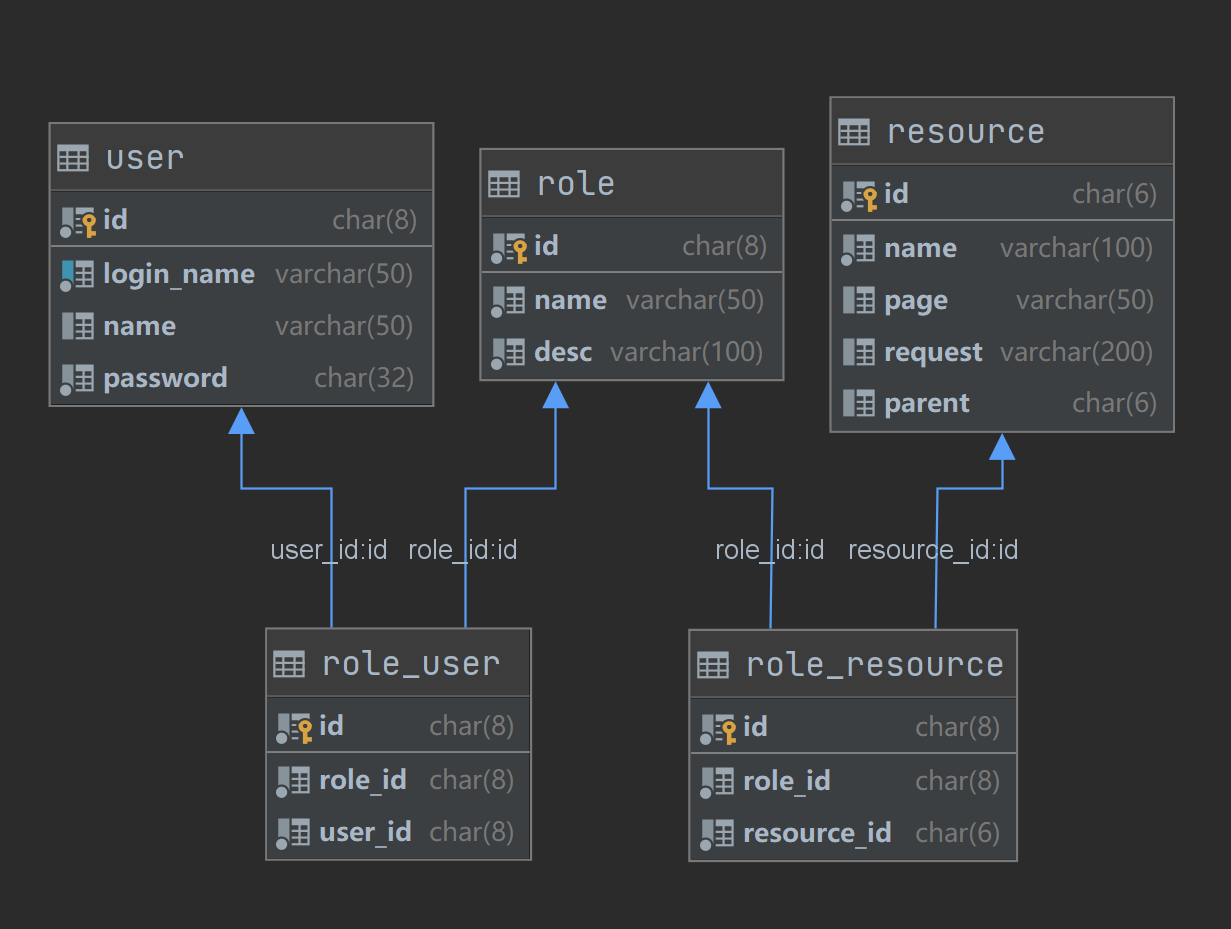 user
id char(8)
login_name varchar(50)
name varchar(50)
password char(32)
role
id char(8)
name varchar(50)
desc varchar(100)
resource
id char(6)
name varchar(100)
page varchar(50)
request varchar(200)
parent char(6)
user_id:id
role_id:id
role_id:id
resource_id:id
role_user
id char(8)
role_id char(8)
user_id char(8)
role_resource
id char(8)
role_id char(8)
resource_id char(6)